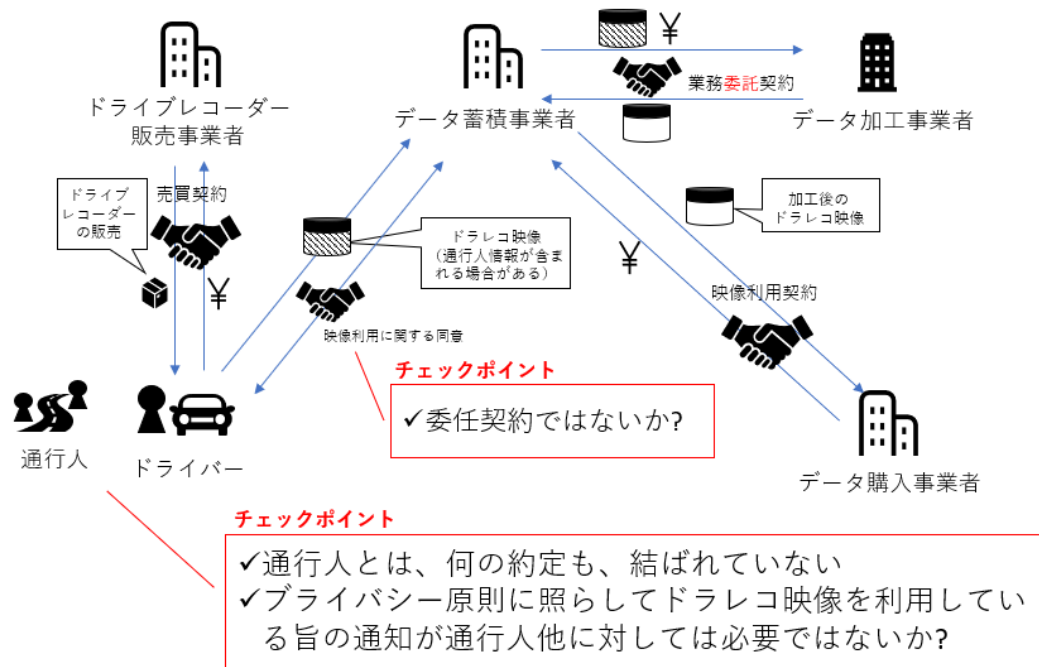 ¥
業務委託契約
ドライブレコーダー
販売事業者
データ蓄積事業者
データ加工事業者
ドライブ
レコーダー
の販売
売買契約
¥
ドラレコ映像
(通行人情報が含ま
れる場合がある)
加工後の
ドラレコ映像
¥
映像利用契約
映像利用に関する同意
チェックポイント
✓委任契約ではないか?
通行人
ドライバー
データ購入事業者
チェックポイント
✓通行人とは、何の約定も、結ばれていない
✓プライバシー原則に照らしてドラレコ映像を利用してい
る旨の通知が通行人他に対しては必要ではないか?